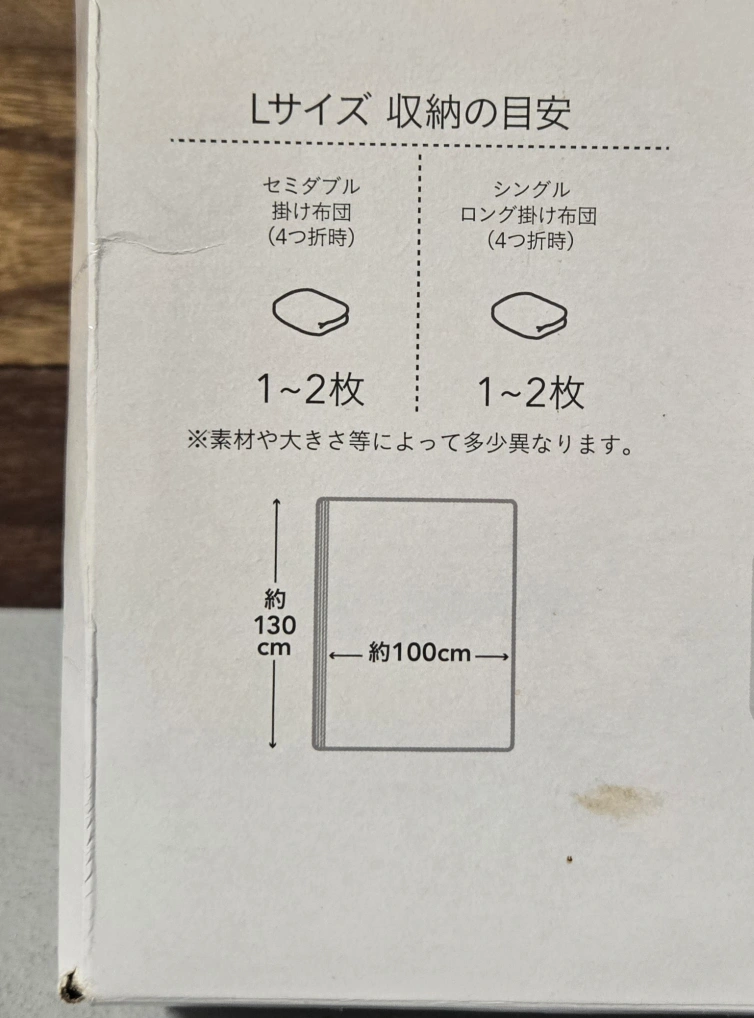 Lサイズ 収納の目安
セミダブル
掛け布団
(4つ折時)
1~2枚
シングル
ロング掛け布団
(4つ折時)
1~2枚
※素材や大きさ等によって多少異なります。
約
130
cm
約100cm